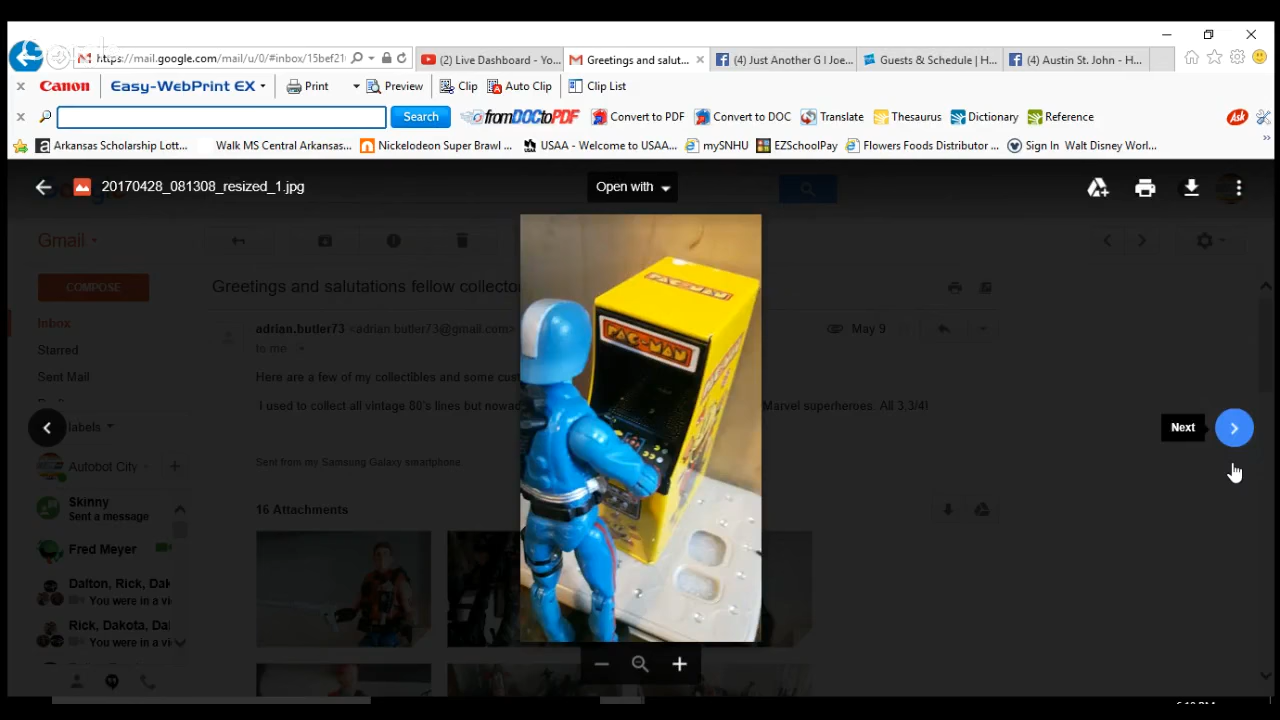 https://mail.google.com/mail/u/0/#inbox/15bef21
(2) Live Dashboard - Yo...
Greetings and salutat...
(4) Just Another G I Joe...
Guests & Schedule | H...
(4) Austin St. John - H...
Canon Easy-WebPrint EX
Print
Preview
Clip
Auto Clip
Clip List
Search
fromDOCtoPDF
Convert to PDF
Convert to DOC
Translate
Thesaurus
Dictionary
Reference
Ask
Arkansas Scholarship Lott...
Walk MS Central Arkansas...
Nickelodeon Super Brawl ...
USAA - Welcome to USAA...
mySNHU
EZSchoolPay
Flowers Foods Distributor ...
Sign In Walt Disney Worl...
20170428_081308_resized_1.jpg
Open with
Gmail
COMPOSE
Greetings and salutations fellow collecto
Inbox
adrian.butler73 <adrian.butler73@gmail.com>
May 9
to me
Starred
Sent Mail
Here are a few of my collectibles and some cus
I used to collect all vintage 80's lines but nowad
Marvel superheroes. All 3,3/4!
labels
Next
Sent from my Samsung Galaxy smartphone
Autobot City
Skinny
Sent a message
16 Attachments
Fred Meyer
Dalton, Rick, Dak
You were in a vi
Rick, Dakota, Da
You were in a vi
PAC-MAN
PAC-MAN